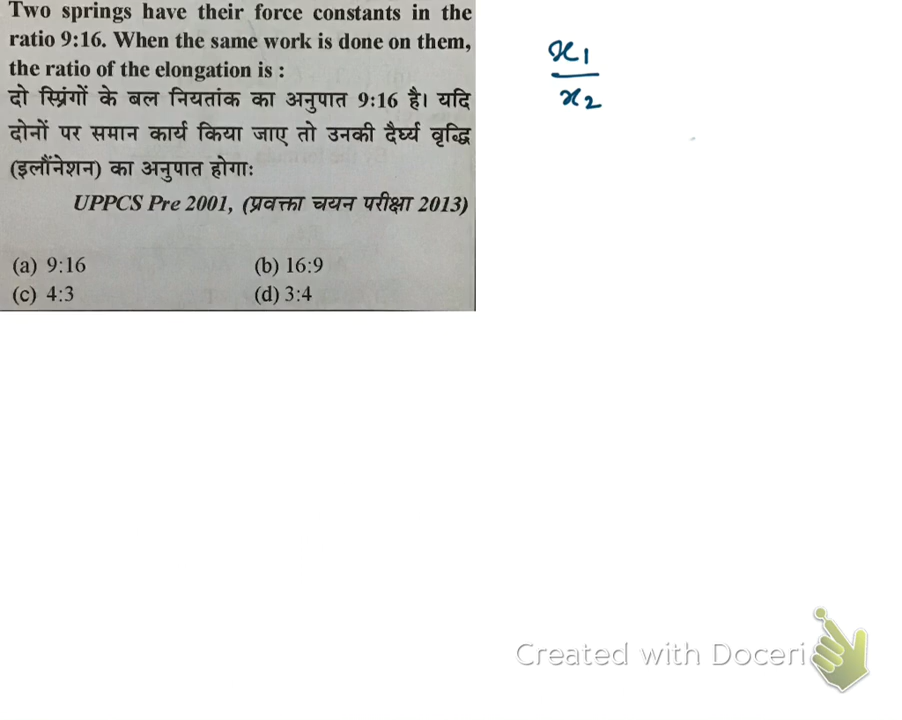 Two springs have their force constants in the
ratio 9:16. When the same work is done on them,
the ratio of the elongation is :
दो स्प्रिंगों के बल नियतांक का अनुपात 9:16 है। यदि
दोनों पर समान कार्य किया जाए तो उनकी दैर्घ्य वृद्धि
(इलौंनेशन) का अनुपात होगाः
UPPCS Pre 2001, (प्रवक्ता चयन परीक्षा 2013)
(a) 9:16 (b) 16:9
(c) 4:3 (d) 3:4
x1
x2
Created with Doceri